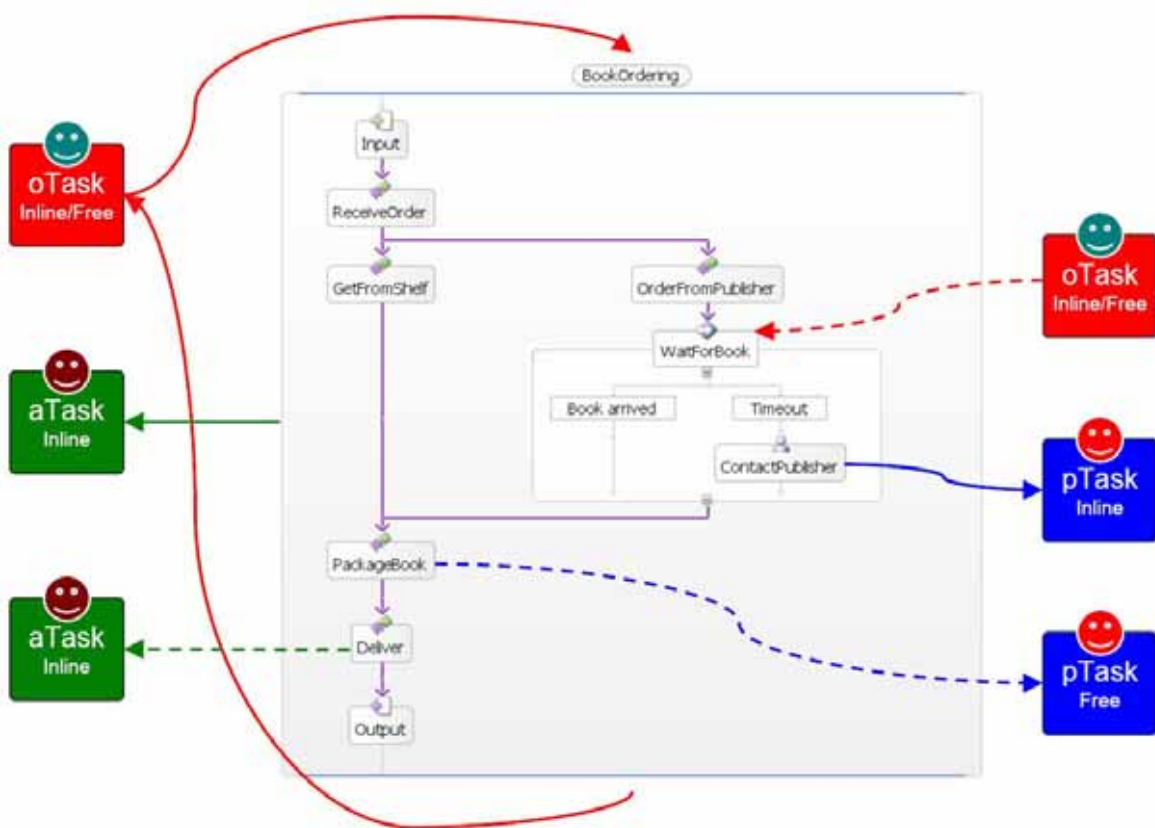 BookOrdering
Input
oTask
Inline/Free
ReceiveOrder
GetFromShelf
OrderFromPublisher
oTask
Inline/Free
WaitForBook
aTask
Inline
Book arrived
Timeout
ContactPublisher
pTask
Inline
PackageBook
aTask
Inline
Deliver
pTask
Free
Output